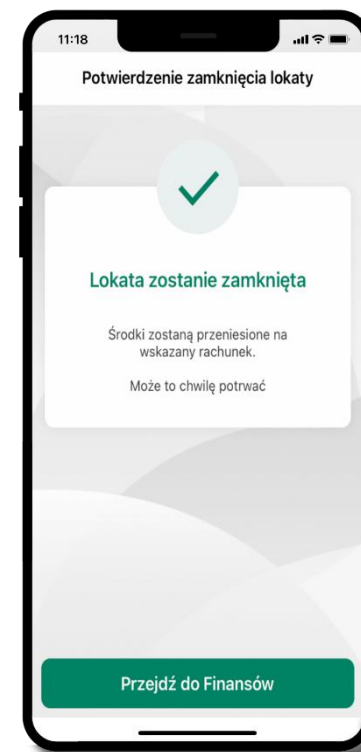 11:18
Potwierdzenie zamknięcia lokaty
Lokata zostanie zamknięta
Środki zostaną przeniesione na
wskazany rachunek.
Może to chwilę potrwać
Przejdź do Finansów